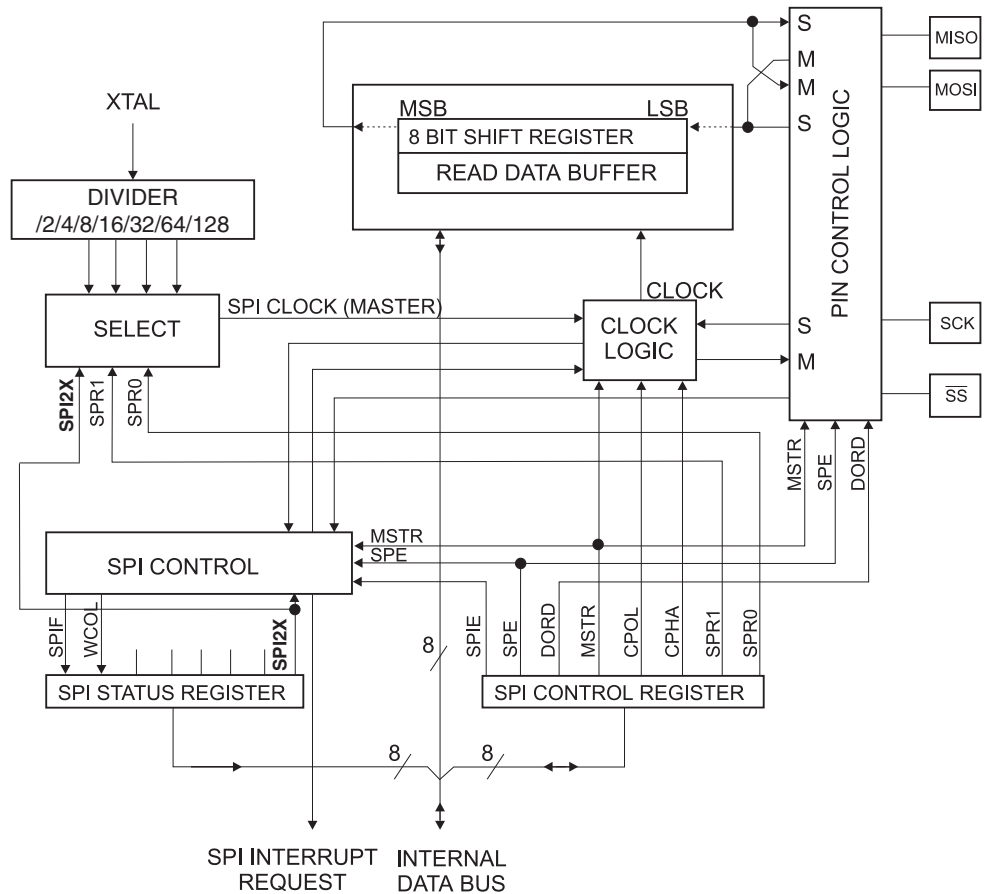 S
MISO
M
MOSI
M
S
PIN CONTROL LOGIC
XTAL
MSB
LSB
8 BIT SHIFT REGISTER
READ DATA BUFFER
DIVIDER
/2/4/8/16/32/64/128
SPI CLOCK (MASTER)
CLOCK
SELECT
CLOCK
LOGIC
S
M
SCK
SS
SPI2X
SPR1
SPR0
MSTR
SPE
DORD
MSTR
SPE
SPI CONTROL
SPIF
WCOL
SPI2X
SPIE
SPE
DORD
MSTR
CPOL
CPHA
SPR1
SPR0
8
SPI STATUS REGISTER
SPI CONTROL REGISTER
8
8
SPI INTERRUPT
REQUEST
INTERNAL
DATA BUS